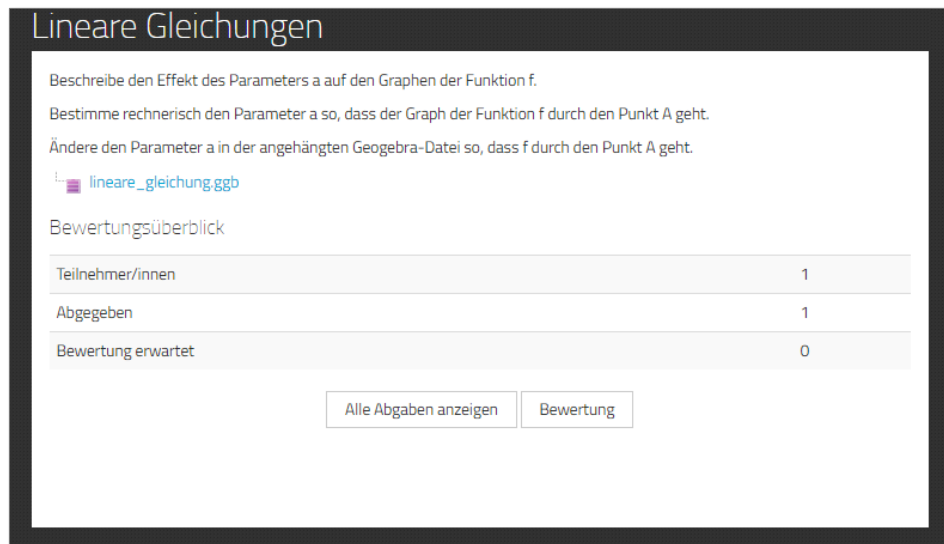 Lineare Gleichungen
Beschreibe den Effekt des Parameters a auf den Graphen der Funktion f.
Bestimme rechnerisch den Parameter a so, dass der Graph der Funktion f durch den Punkt A geht.
Ändere den Parameter a in der angehängten Geogebra-Datei so, dass f durch den Punkt A geht.
lineare_gleichung.ggb
Bewertungsüberblick
Teilnehmer/innen 1
Abgegeben 1
Bewertung erwartet 0
Alle Abgaben anzeigen Bewertung